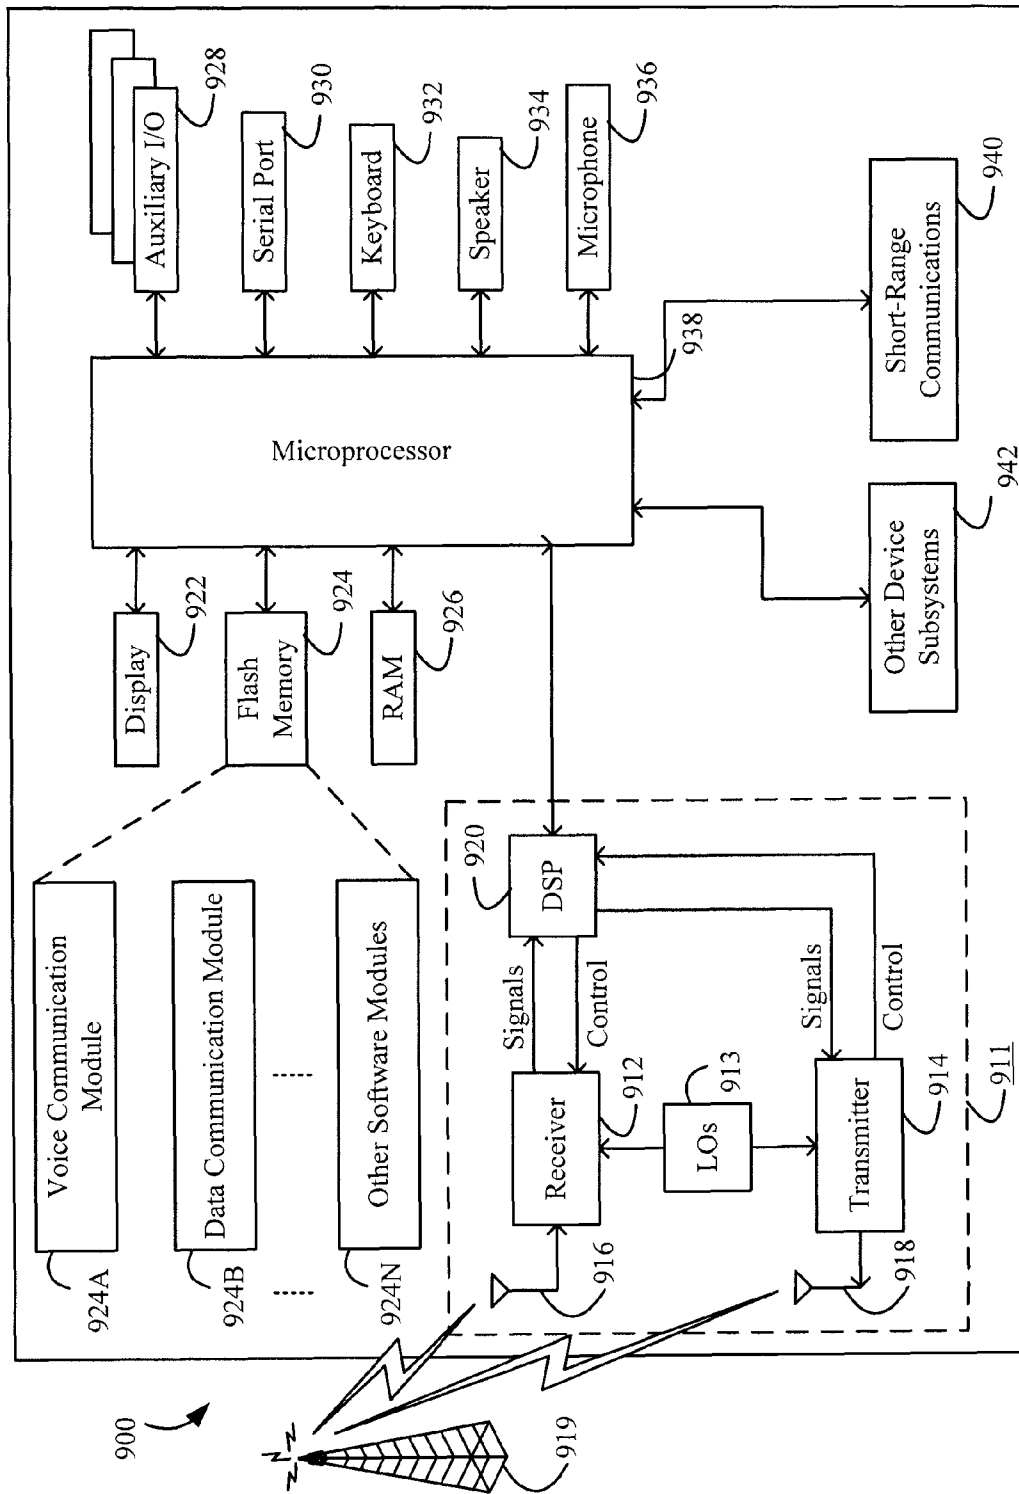 900
919
924A
Voice Communication
Module
924B
Data Communication Module
924N
Other Software Modules
Display
922
Flash
Memory
924
RAM
926
Microprocessor
938
Auxiliary I/O
928
Serial Port
930
Keyboard
932
Speaker
934
Microphone
936
Short-Range
Communications
940
Other Device
Subsystems
942
DSP
920
Signals
Control
Receiver
912
916
LOs
913
Signals
Control
Transmitter
914
918
911